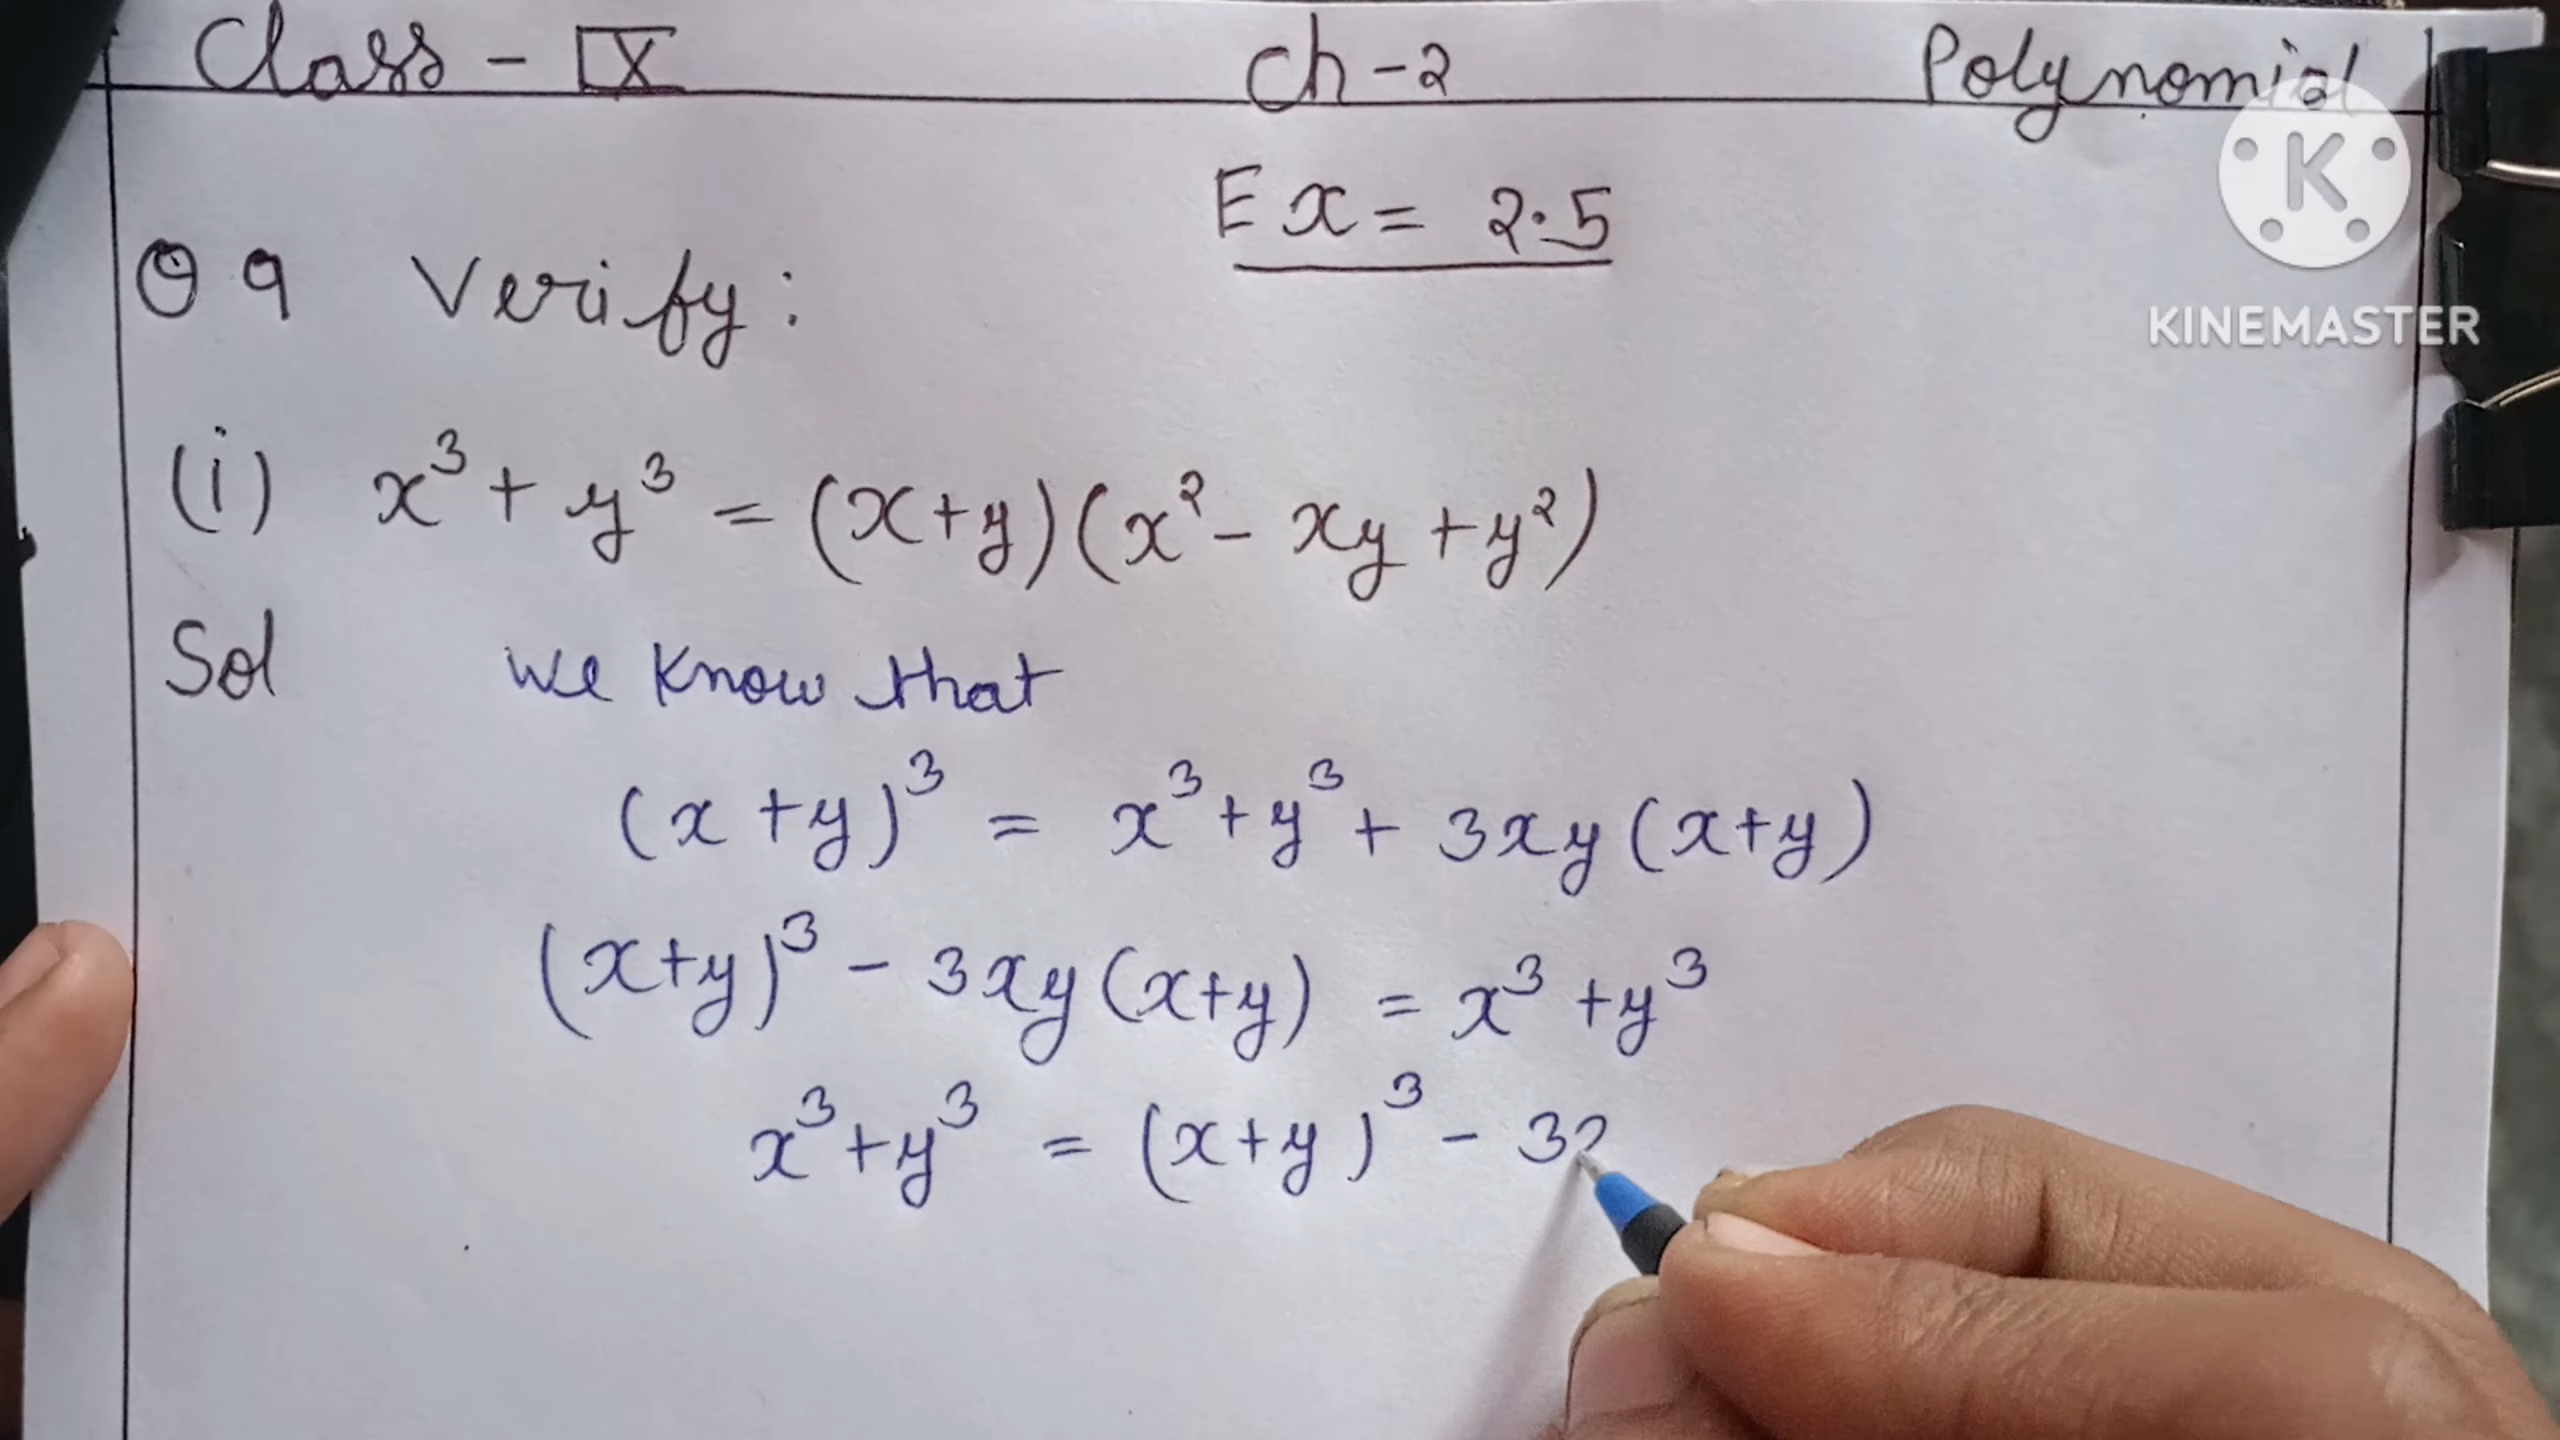 Class - IX Ch-2 Polynomial
Ex = 2.5
Q 9 Verify:
(i) x³ + y³ = (x+y)(x² - xy + y²)
Sol We Know that
(x + y)³ = x³ + y³ + 3xy(x+y)
(x+y)³ - 3xy(x+y) = x³ + y³
x³ + y³ = (x+y)³ - 3
K
KINEMASTER